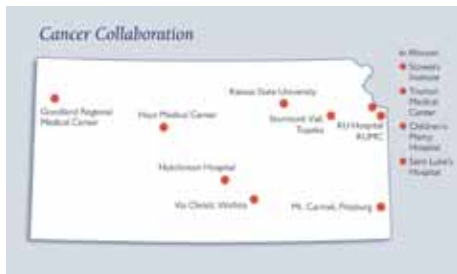 Cancer Collaboration
in Missouri
Stowers
Institute
Truman
Medical
Center
Children's
Mercy
Hospital
Saint Luke's
Hospital
Kansas State University
Goodland Regional
Medical Center
Hays Medical Center
Stormont Vail,
Topeka
KU Hospital
KUMC
Hutchinson Hospital
Via Christi, Wichita
Mt. Carmel, Pittsburg